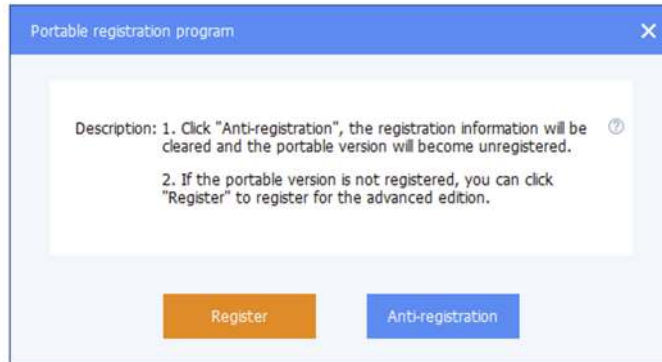 Portable registration program
Description: 1. Click "Anti-registration", the registration information will be
cleared and the portable version will become unregistered.
2. If the portable version is not registered, you can click
"Register" to register for the advanced edition.
Register
Anti-registration